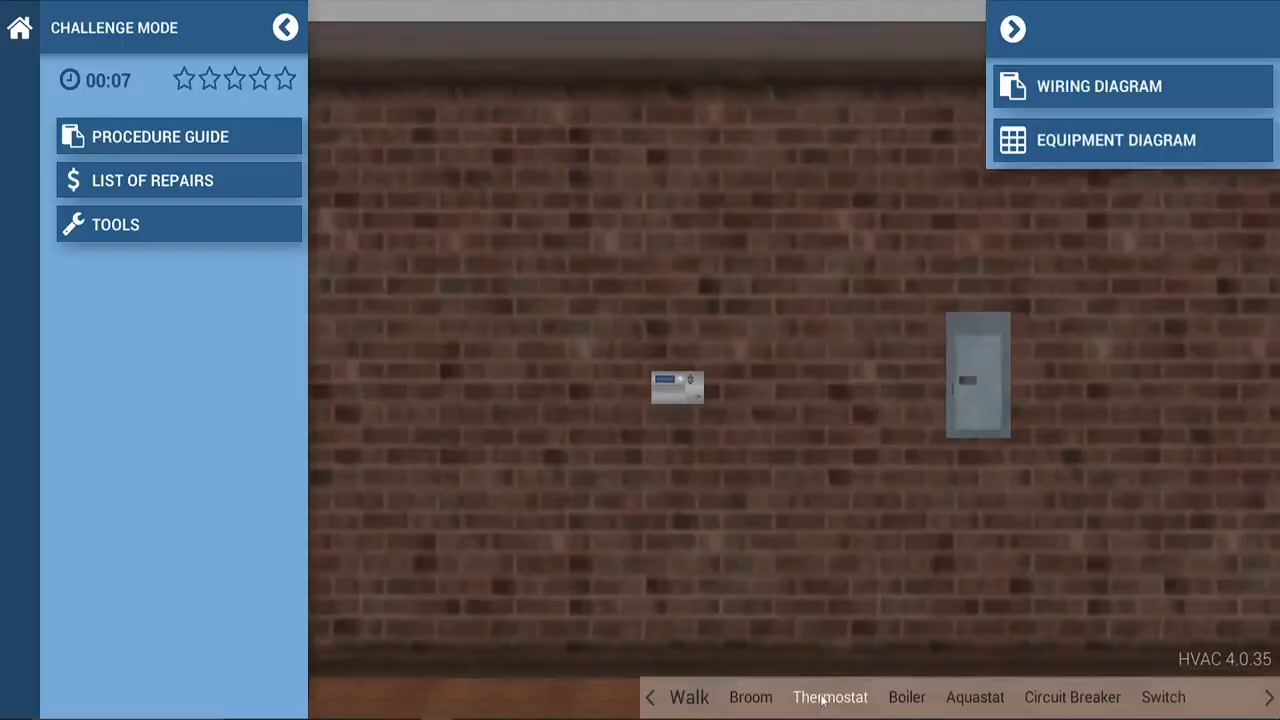 CHALLENGE MODE
00:07
PROCEDURE GUIDE
$ LIST OF REPAIRS
TOOLS
WIRING DIAGRAM
EQUIPMENT DIAGRAM
HVAC 4.0.35
Walk Broom Thermostat Boiler Aquastat Circuit Breaker Switch